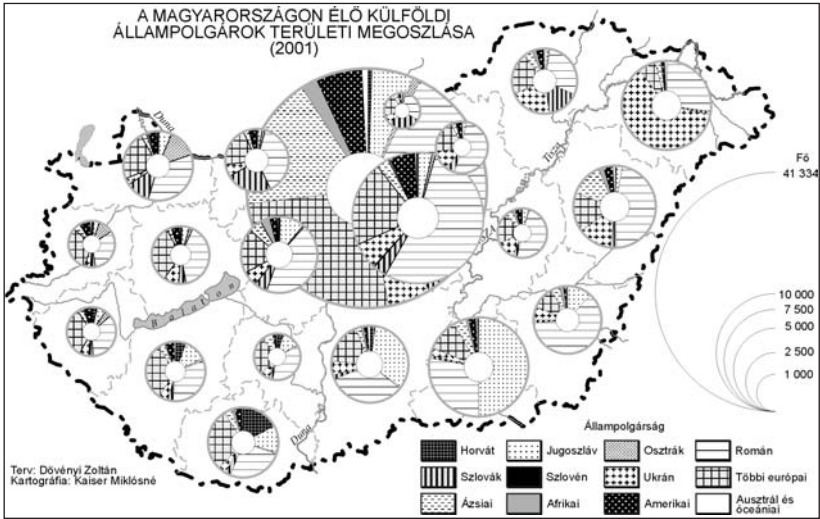 A MAGYARORSZÁGON ÉLŐ KÜLFÖLDI
ÁLLAMPOLGÁROK TERÜLETI MEGOSZLÁSA
(2001)
Duna
Tisza
Balaton
Duna
Fő
41 334
10 000
7 500
5 000
2 500
1 000
Állampolgárság
Horvát
Jugoszláv
Osztrák
Román
Szlovák
Szlovén
Ukrán
Többi európai
Ázsiai
Afrikai
Amerikai
Ausztrál és
óceániai
Terv: Dövényi Zoltán
Kartográfia: Kaiser Miklósné